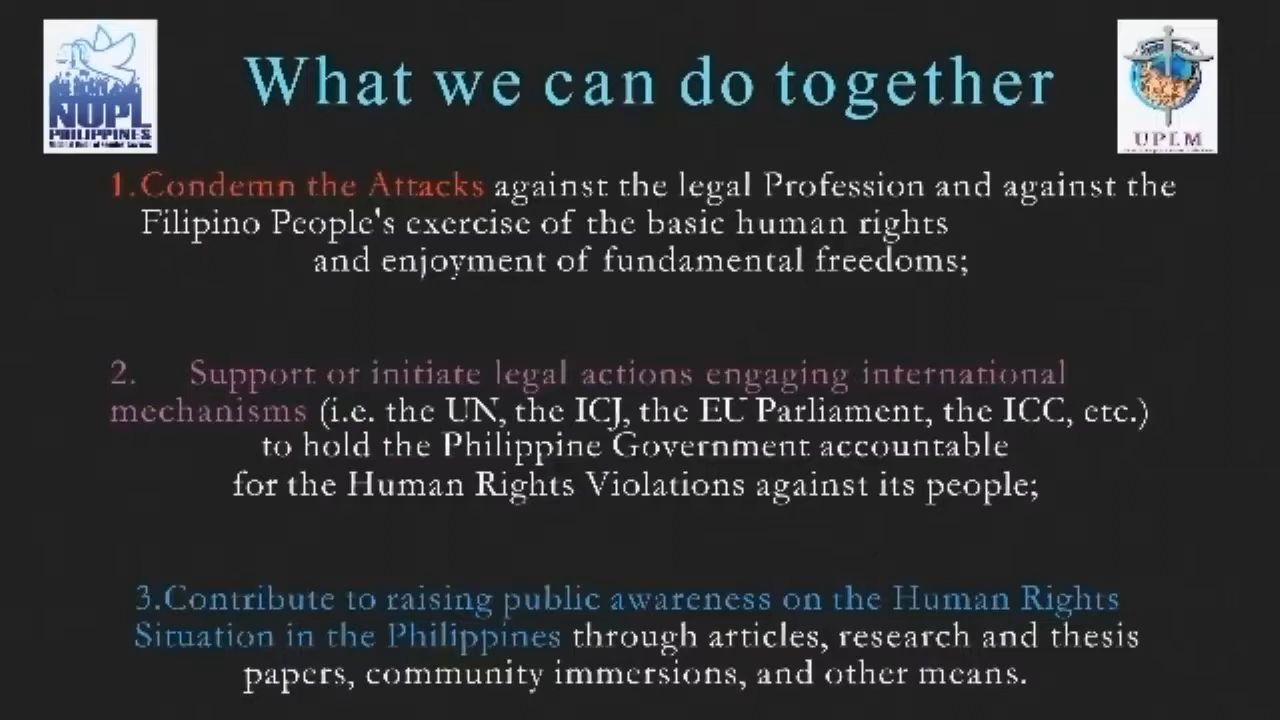 What we can do together
NUPL
PHILIPPINES
UPLM
1.Condemn the Attacks against the legal Profession and against the
Filipino People's exercise of the basic human rights
and enjoyment of fundamental freedoms;
2. Support or initiate legal actions engaging international
mechanisms (i.e. the UN, the ICJ, the EU Parliament, the ICC, etc.)
to hold the Philippine Government accountable
for the Human Rights Violations against its people;
3.Contribute to raising public awareness on the Human Rights
Situation in the Philippines through articles, research and thesis
papers, community immersions, and other means.